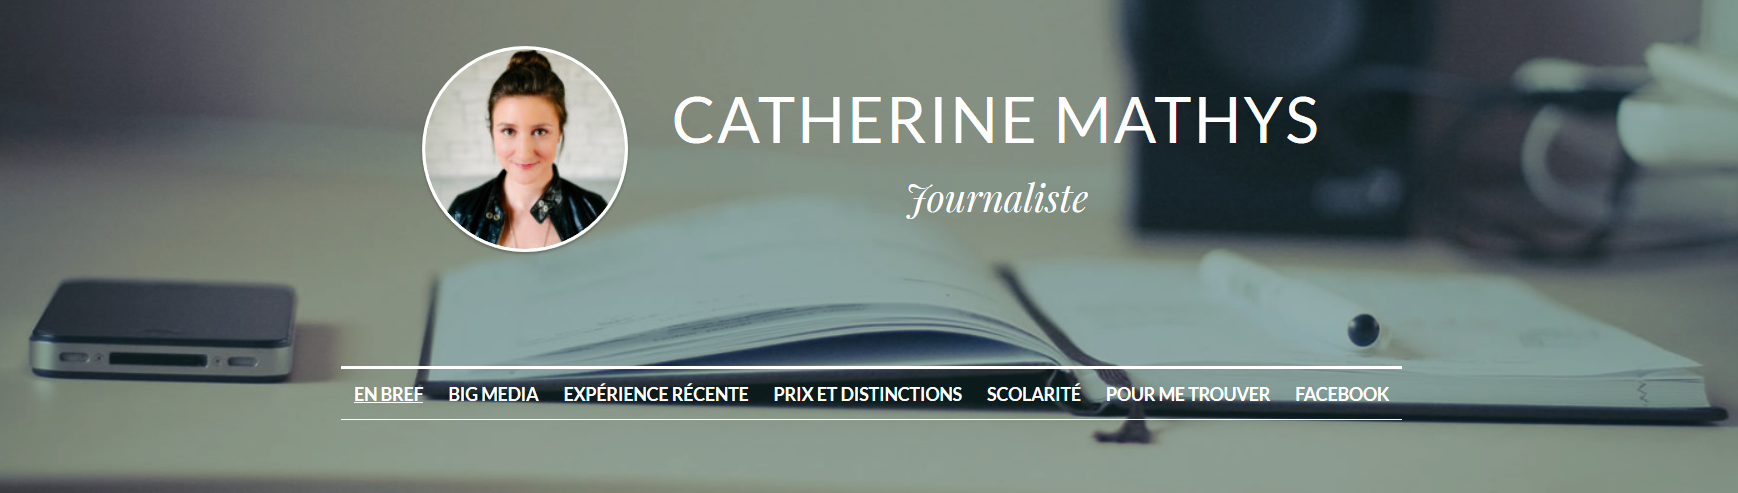 CATHERINE MATHYS
Journaliste
EN BREF BIG MEDIA EXPÉRIENCE RÉCENTE PRIX ET DISTINCTIONS SCOLARITÉ POUR ME TROUVER FACEBOOK